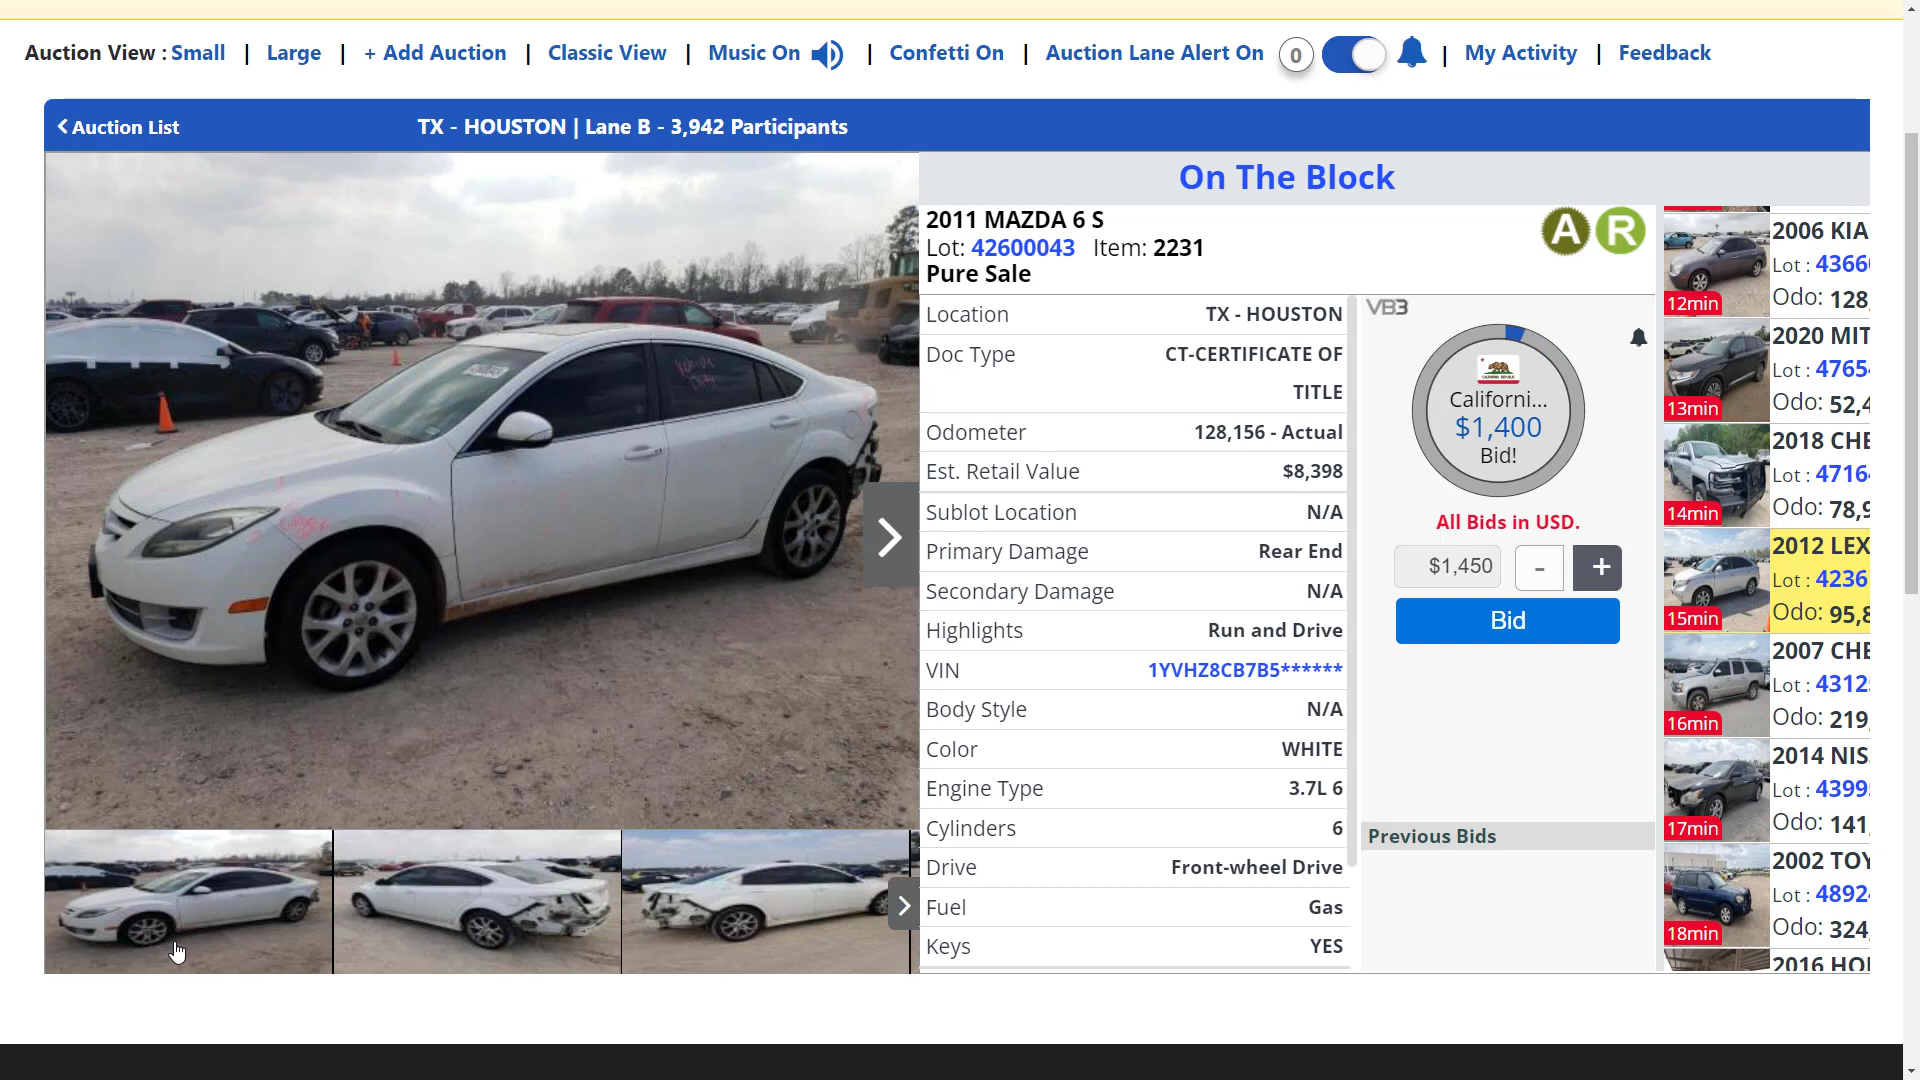 Auction View : Small | Large | + Add Auction | Classic View | Music On | Confetti On | Auction Lane Alert On 0 | My Activity | Feedback
Auction List
TX - HOUSTON | Lane B - 3,942 Participants
On The Block
2011 MAZDA 6 S
Lot: 42600043 Item: 2231
Pure Sale
A R
Location TX - HOUSTON
Doc Type CT-CERTIFICATE OF
TITLE
Odometer 128,156 - Actual
Est. Retail Value $8,398
Sublot Location N/A
Primary Damage Rear End
Secondary Damage N/A
Highlights Run and Drive
VIN 1YVHZ8CB7B5******
Body Style N/A
Color WHITE
Engine Type 3.7L 6
Cylinders 6
Drive Front-wheel Drive
Fuel Gas
Keys YES
VB3
Californi...
$1,400
Bid!
All Bids in USD.
$1,450 - +
Bid
Previous Bids
2006 KIA
Lot : 4366
Odo: 128,
12min
2020 MIT
Lot : 4765
Odo: 52,4
13min
2018 CHE
Lot : 4716
Odo: 78,9
14min
2012 LEX
Lot : 4236
Odo: 95,8
15min
2007 CHE
Lot : 4312
Odo: 219,
16min
2014 NIS
Lot : 4399
Odo: 141,
17min
2002 TOY
Lot : 4892
Odo: 324,
18min
2016 HO